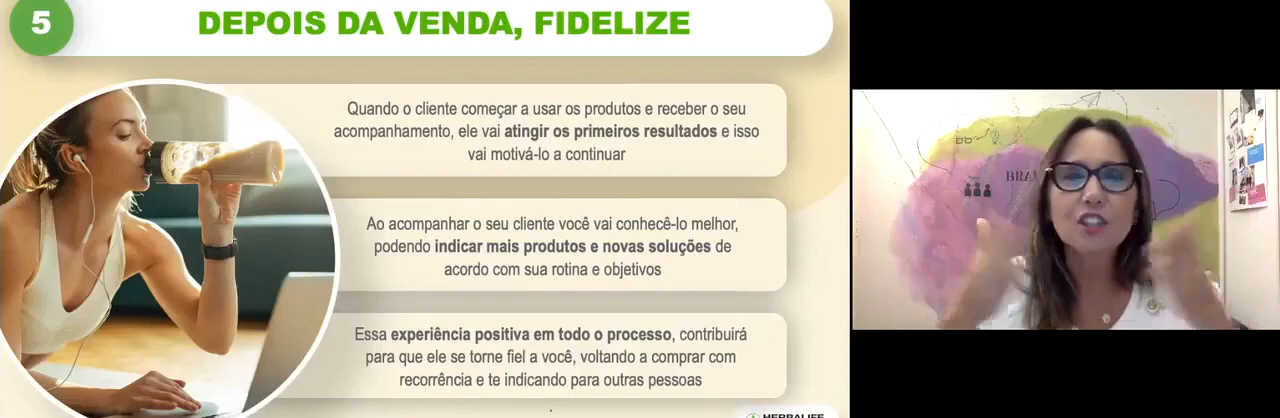 5
DEPOIS DA VENDA, FIDELIZE
Quando o cliente começar a usar os produtos e receber o seu
acompanhamento, ele vai atingir os primeiros resultados e isso
vai motivá-lo a continuar
Ao acompanhar o seu cliente você vai conhecê-lo melhor,
podendo indicar mais produtos e novas soluções de
acordo com sua rotina e objetivos
Essa experiência positiva em todo o processo, contribuirá
para que ele se torne fiel a você, voltando a comprar com
recorrência e te indicando para outras pessoas
HERBALIFE